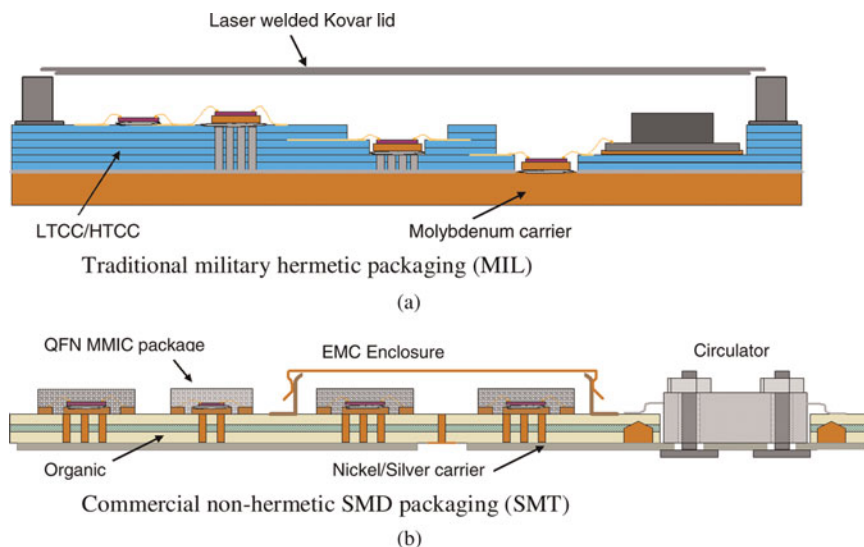 Laser welded Kovar lid
LTCC/HTCC
Molybdenum carrier
Traditional military hermetic packaging (MIL)
(a)
QFN MMIC package
EMC Enclosure
Circulator
Organic
Nickel/Silver carrier
Commercial non-hermetic SMD packaging (SMT)
(b)